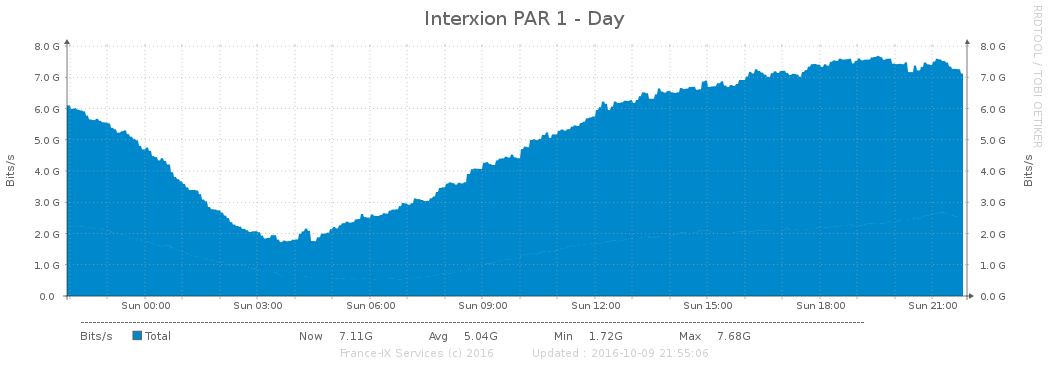 Interxion PAR 1 - Day
RRDTOOL / TOBI OETIKER
Bits/s
8.0 G
7.0 G
6.0 G
5.0 G
4.0 G
3.0 G
2.0 G
1.0 G
0.0
8.0 G
7.0 G
6.0 G
5.0 G
4.0 G
3.0 G
2.0 G
1.0 G
0.0 G
Bits/s
Sun 00:00 Sun 03:00 Sun 06:00 Sun 09:00 Sun 12:00 Sun 15:00 Sun 18:00 Sun 21:00
Bits/s Total Now 7.11G Avg 5.04G Min 1.72G Max 7.68G
France-IX Services (c) 2016 Updated : 2016-10-09 21:55:06